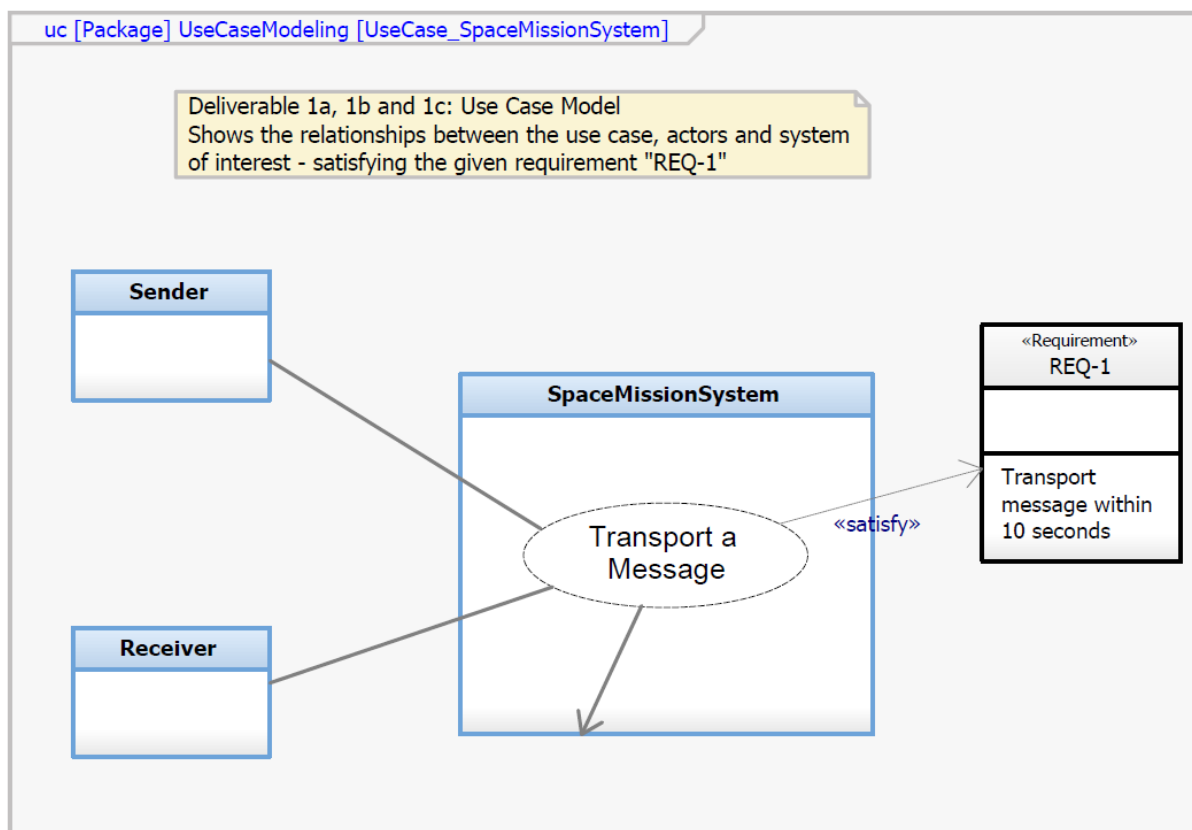 uc [Package] UseCaseModeling [UseCase_SpaceMissionSystem]
Deliverable 1a, 1b and 1c: Use Case Model
Shows the relationships between the use case, actors and system
of interest - satisfying the given requirement "REQ-1"
Sender
SpaceMissionSystem
«Requirement»
REQ-1
Transport
message within
10 seconds
«satisfy»
Transport a
Message
Receiver